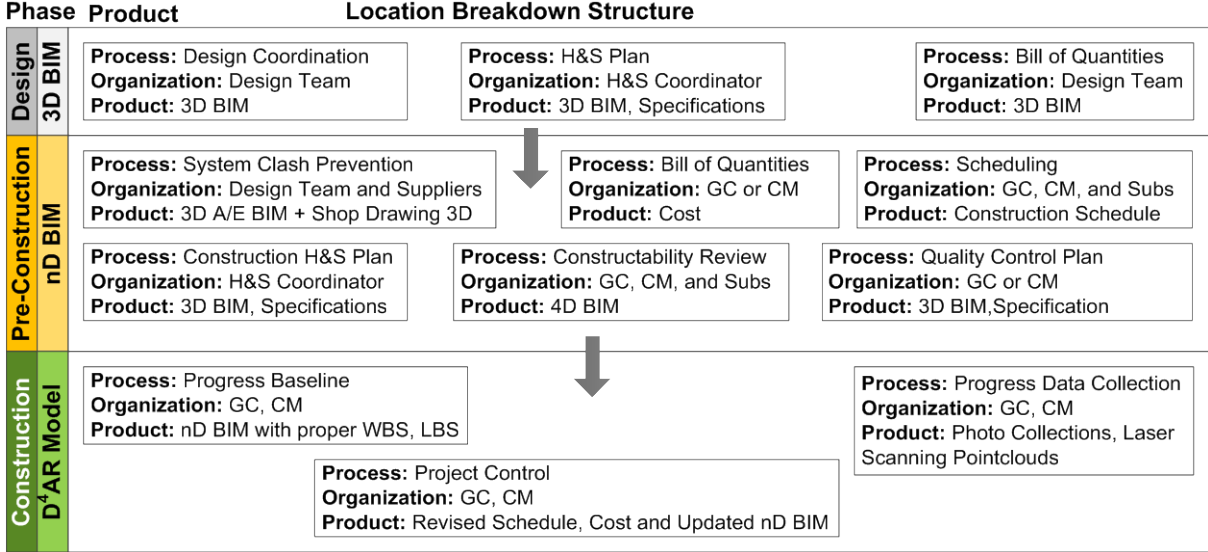 Phase Product Location Breakdown Structure
Design
3D BIM
Process: Design Coordination
Organization: Design Team
Product: 3D BIM
Process: H&S Plan
Organization: H&S Coordinator
Product: 3D BIM, Specifications
Process: Bill of Quantities
Organization: Design Team
Product: 3D BIM
Pre-Construction
nD BIM
Process: System Clash Prevention
Organization: Design Team and Suppliers
Product: 3D A/E BIM + Shop Drawing 3D
Process: Bill of Quantities
Organization: GC or CM
Product: Cost
Process: Scheduling
Organization: GC, CM, and Subs
Product: Construction Schedule
Process: Construction H&S Plan
Organization: H&S Coordinator
Product: 3D BIM, Specifications
Process: Constructability Review
Organization: GC, CM, and Subs
Product: 4D BIM
Process: Quality Control Plan
Organization: GC or CM
Product: 3D BIM,Specification
Construction
D⁴AR Model
Process: Progress Baseline
Organization: GC, CM
Product: nD BIM with proper WBS, LBS
Process: Progress Data Collection
Organization: GC, CM
Product: Photo Collections, Laser
Scanning Pointclouds
Process: Project Control
Organization: GC, CM
Product: Revised Schedule, Cost and Updated nD BIM